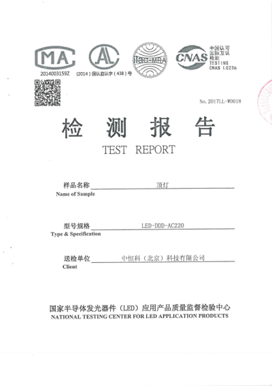 MA
2014003159Z
AL
(2014)国认监认字(438)号
ilac-MRA
CNAS
中国认可
国际互认
检测
TESTING
CNAS L0236
检测报告
TEST REPORT
样品名称 顶灯
Name of Sample
型号规格 LED-DDD-AC220
Type & Specification
送检单位 中恒科(北京)科技有限公司
Client
国家半导体发光器件(LED)应用产品质量监督检验中心
NATIONAL TESTING CENTER FOR LED APPLICATION PRODUCTS